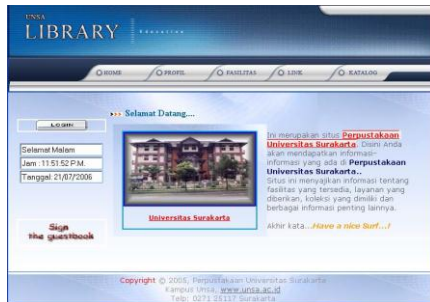 UNSA
LIBRARY
Education
HOME
PROFIL
FASILITAS
LINK
KATALOG
LOGIN
Selamat Datang....
Selamat Malam
Jam : 11:51:52 P.M.
Tanggal: 21/07/2006
Sign
the guestbook
Universitas Surakarta
Ini merupakan situs Perpustakaan
Universitas Surakarta. Disini Anda
akan mendapatkan informasi-
informasi yang ada di Perpustakaan
Universitas Surakarta..
Situs ini menyajikan informasi tentang
fasilitas yang tersedia, layanan yang
diberikan, koleksi yang dimiliki dan
berbagai informasi penting lainnya.
Akhir kata...Have a nice Surf...!
Copyright © 2005, Perpustakaan Universitas Surakarta
Kampus Unsa, www.unsa.ac.id
Telp: 0271 25117 Surakarta